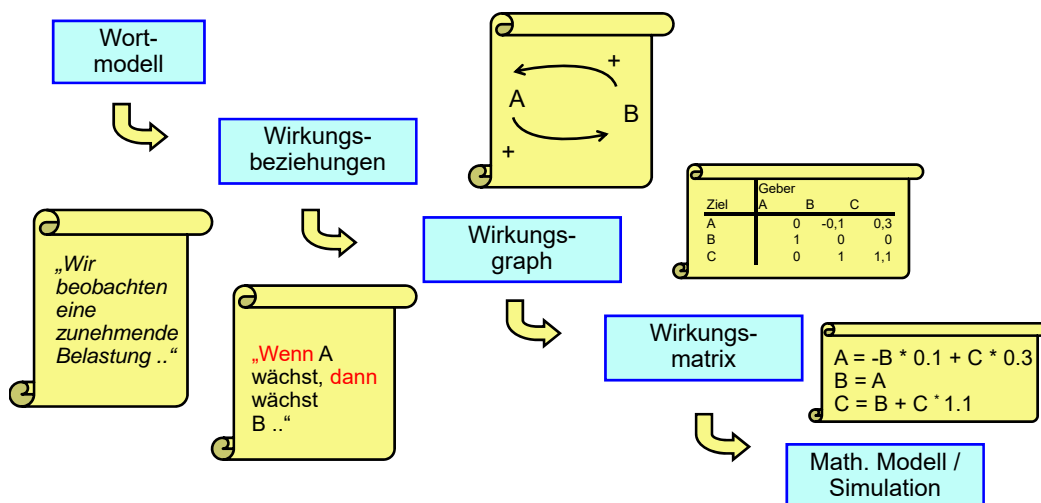 Wort-
modell
Wirkungs-
beziehungen
+
A
B
+
Geber
Ziel A B C
A 0 -0,1 0,3
B 1 0 0
C 0 1 1,1
Wirkungs-
graph
„Wir
beobachten
eine
zunehmende
Belastung ..“
„Wenn A
wächst, dann
wächst
B ..“
Wirkungs-
matrix
A = -B * 0.1 + C * 0.3
B = A
C = B + C * 1.1
Math. Modell /
Simulation